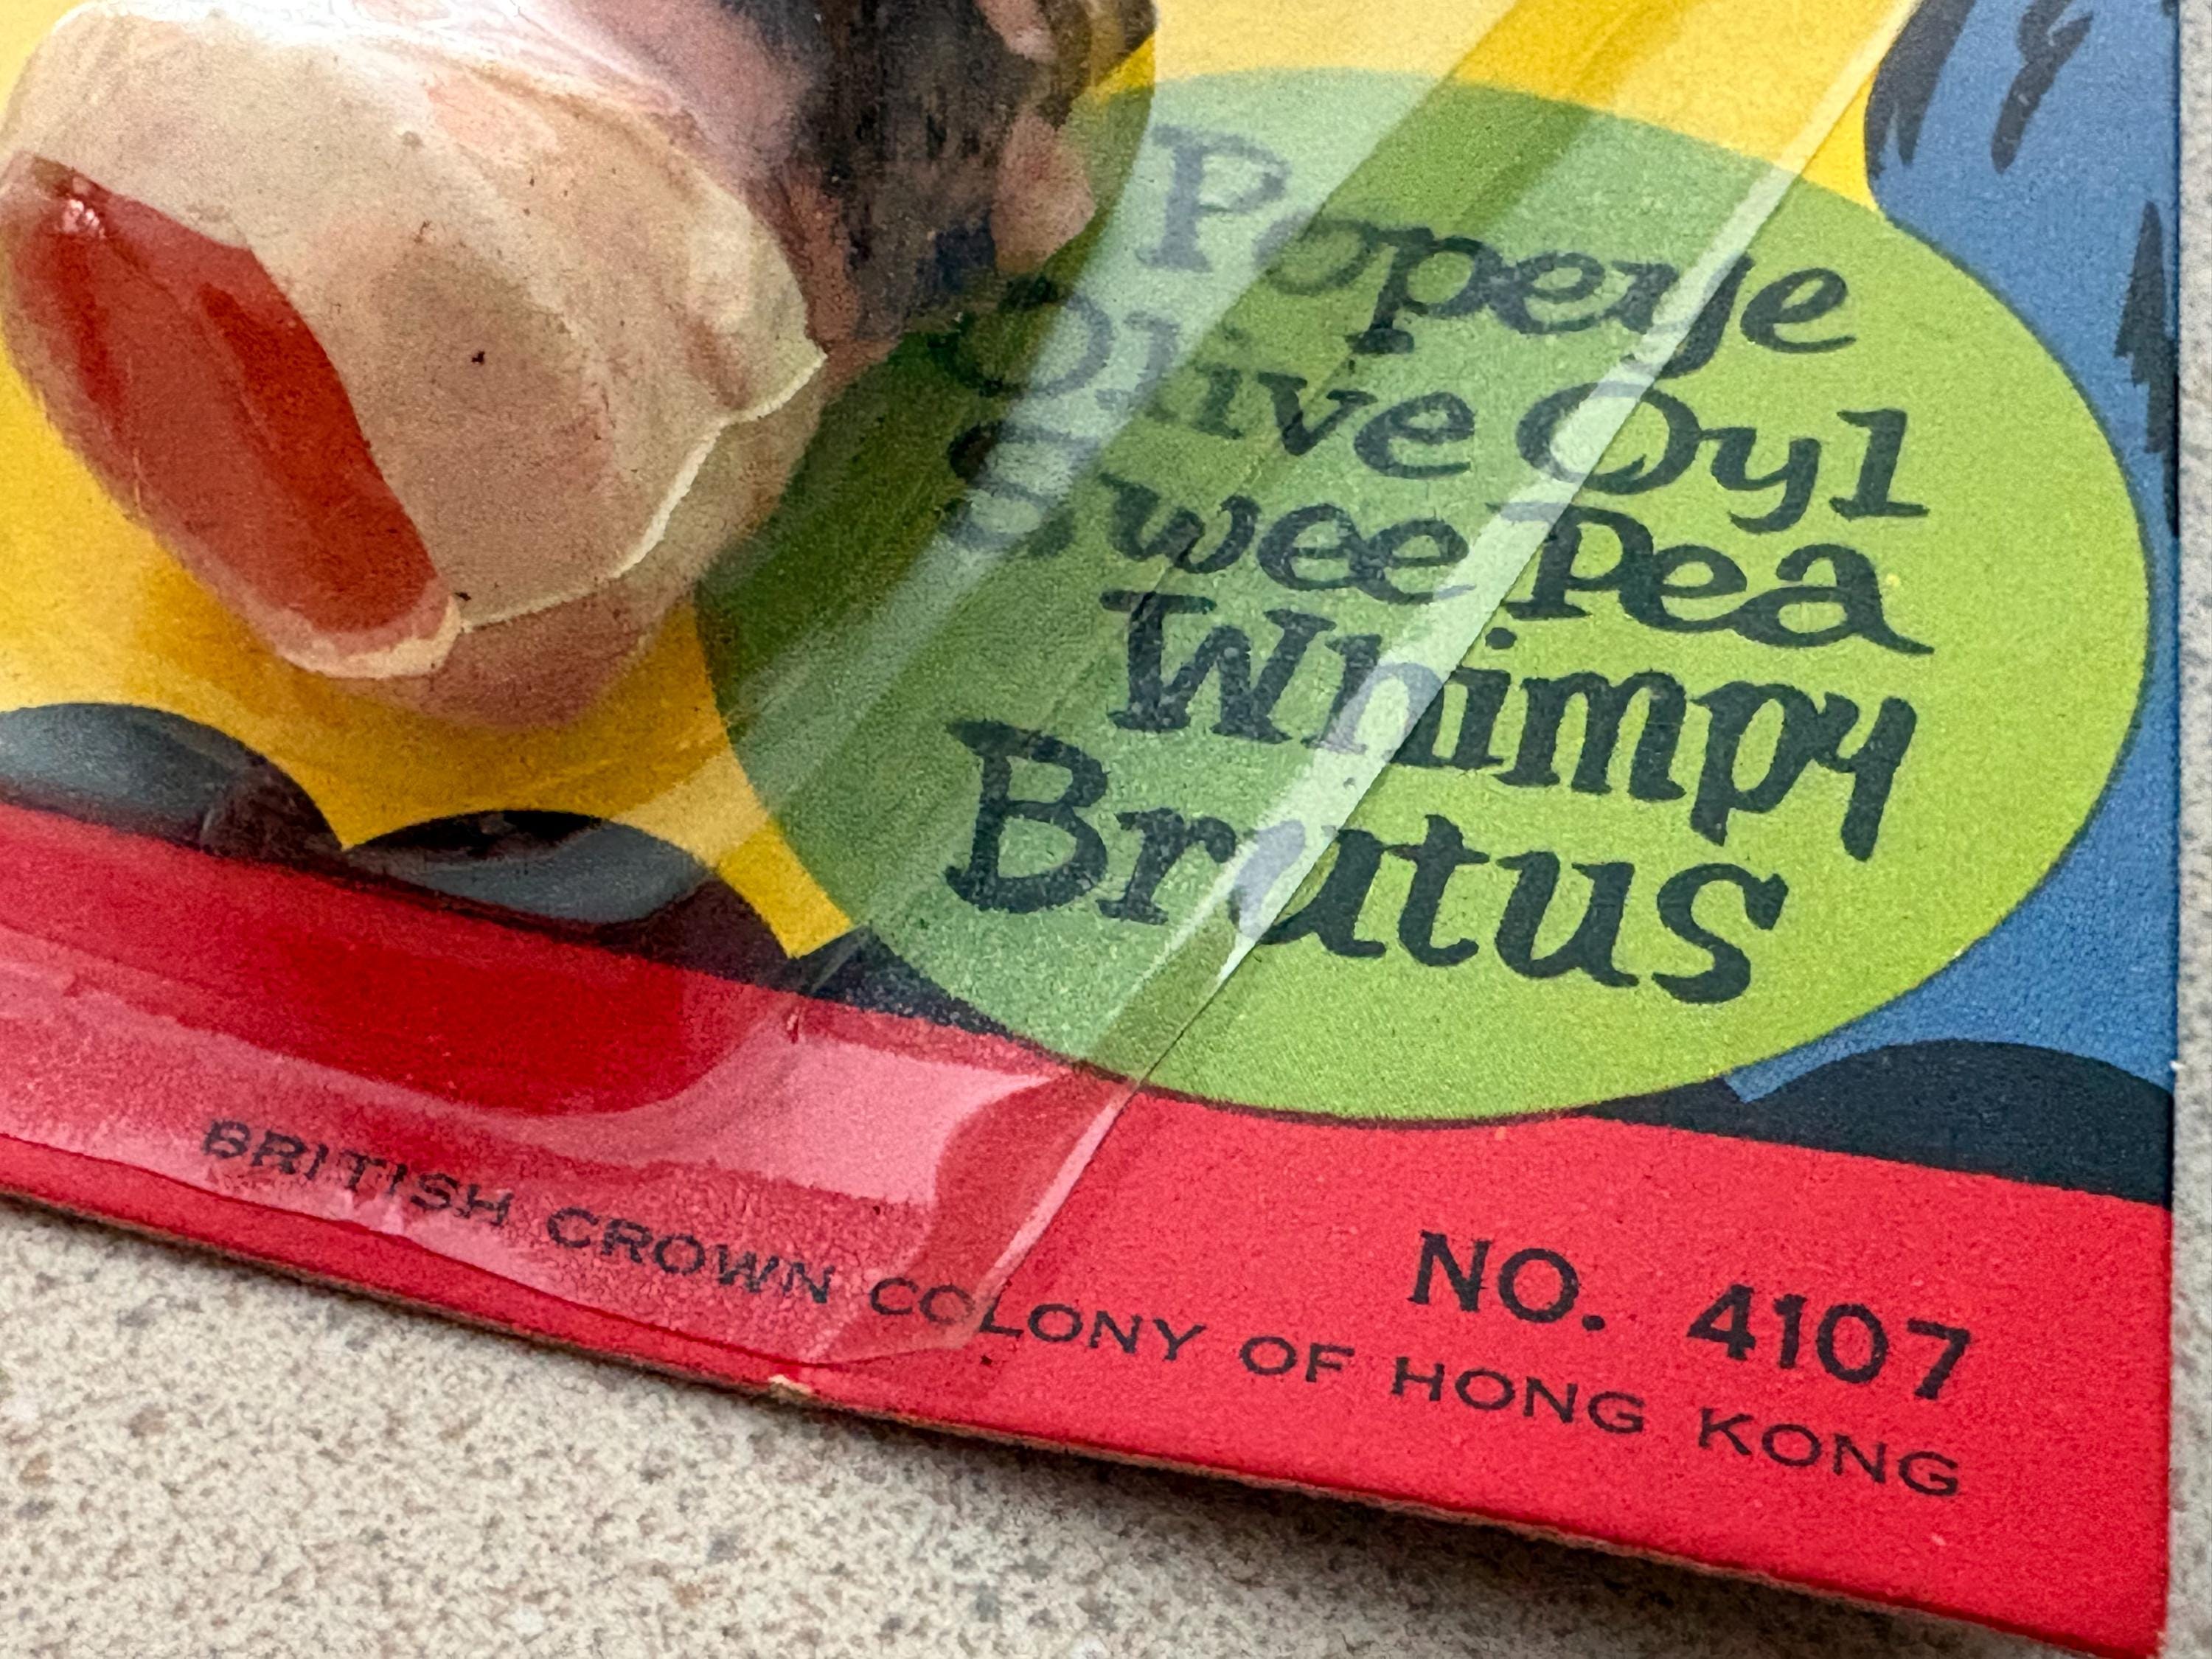 Popeye
Olive Oyl
Swee Pea
Whimpy
Brutus
NO. 4107
BRITISH CROWN COLONY OF HONG KONG